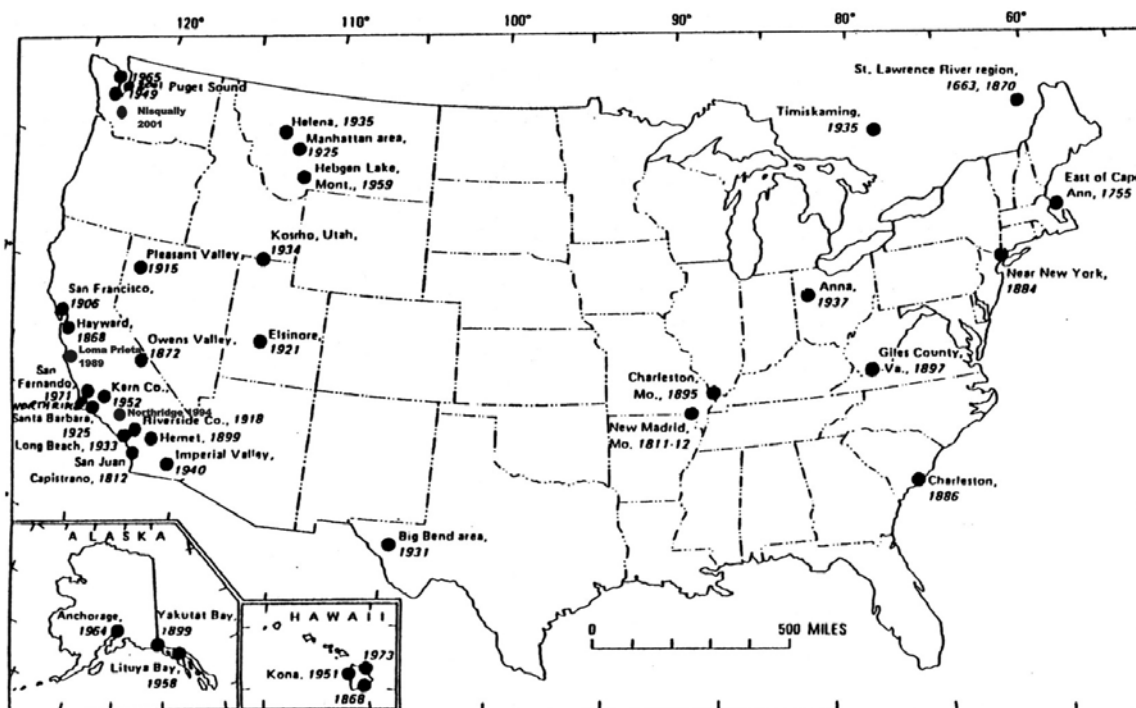 120° 110° 100° 90° 80° 60°
1965
1949
Puget Sound
Nisqually
2001
Helena, 1935
Manhattan area,
1925
Hebgen Lake,
Mont., 1959
St. Lawrence River region,
1663, 1870
Timiskaming
1935
East of Cape
Ann, 1755
Kosmo, Utah,
1934
Pleasant Valley
1915
Near New York,
1884
San Francisco,
1906
Anna,
1937
Hayward,
1868
Owens Valley,
1872
Elsinore,
1921
Loma Prieta
1989
Giles County,
Va., 1897
San
Fernando,
1971
Kern Co.,
1952
Charleston,
Mo., 1895
Northridge 1994
Santa Barbara,
1925
Riverside Co., 1918
New Madrid,
Mo. 1811-12
Long Beach, 1933
Hemet, 1899
San Juan
Capistrano, 1812
Imperial Valley,
1940
Charleston,
1886
Big Bend area,
1931
ALASKA
Anchorage,
1964
Yakutat Bay,
1899
Lituya Bay,
1958
HAWAII
1973
Kona, 1951
1868
0 500 MILES